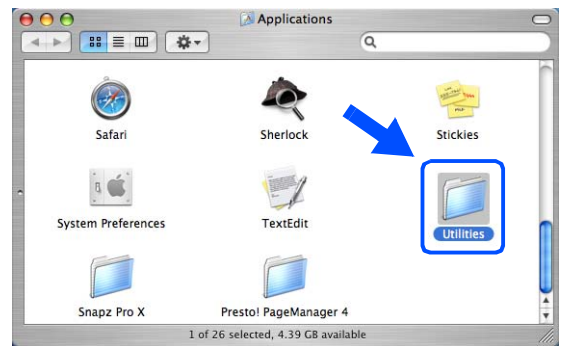 Applications
Safari
Sherlock
Stickies
System Preferences
TextEdit
Utilities
Snapz Pro X
Presto! PageManager 4
1 of 26 selected, 4.39 GB available